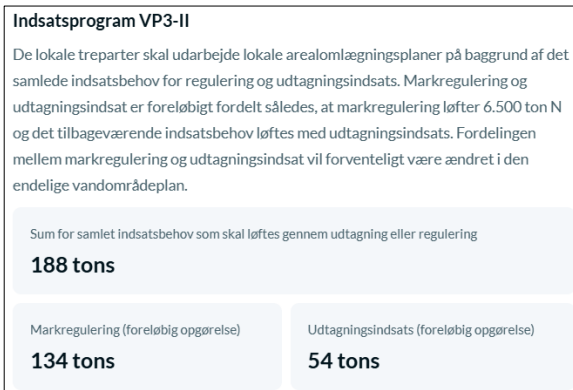 Indsatsprogram VP3-II
De lokale treparter skal udarbejde lokale arealomlægningsplaner på baggrund af det
samlede indsatsbehov for regulering og udtagningsindsats. Markregulering og
udtagningsindsat er foreløbigt fordelt således, at markregulering løfter 6.500 ton N
og det tilbageværende indsatsbehov løftes med udtagningsindsats. Fordelingen
mellem markregulering og udtagningsindsat vil forventeligt være ændret i den
endelige vandområdeplan.
Sum for samlet indsatsbehov som skal løftes gennem udtagning eller regulering
188 tons
Markregulering (foreløbig opgørelse)
134 tons
Udtagningsindsats (foreløbig opgørelse)
54 tons